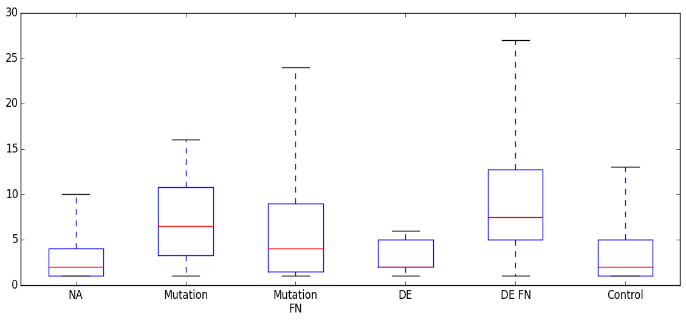 30
25
20
15
10
5
0
NA
Mutation
Mutation
FN
DE
DE FN
Control